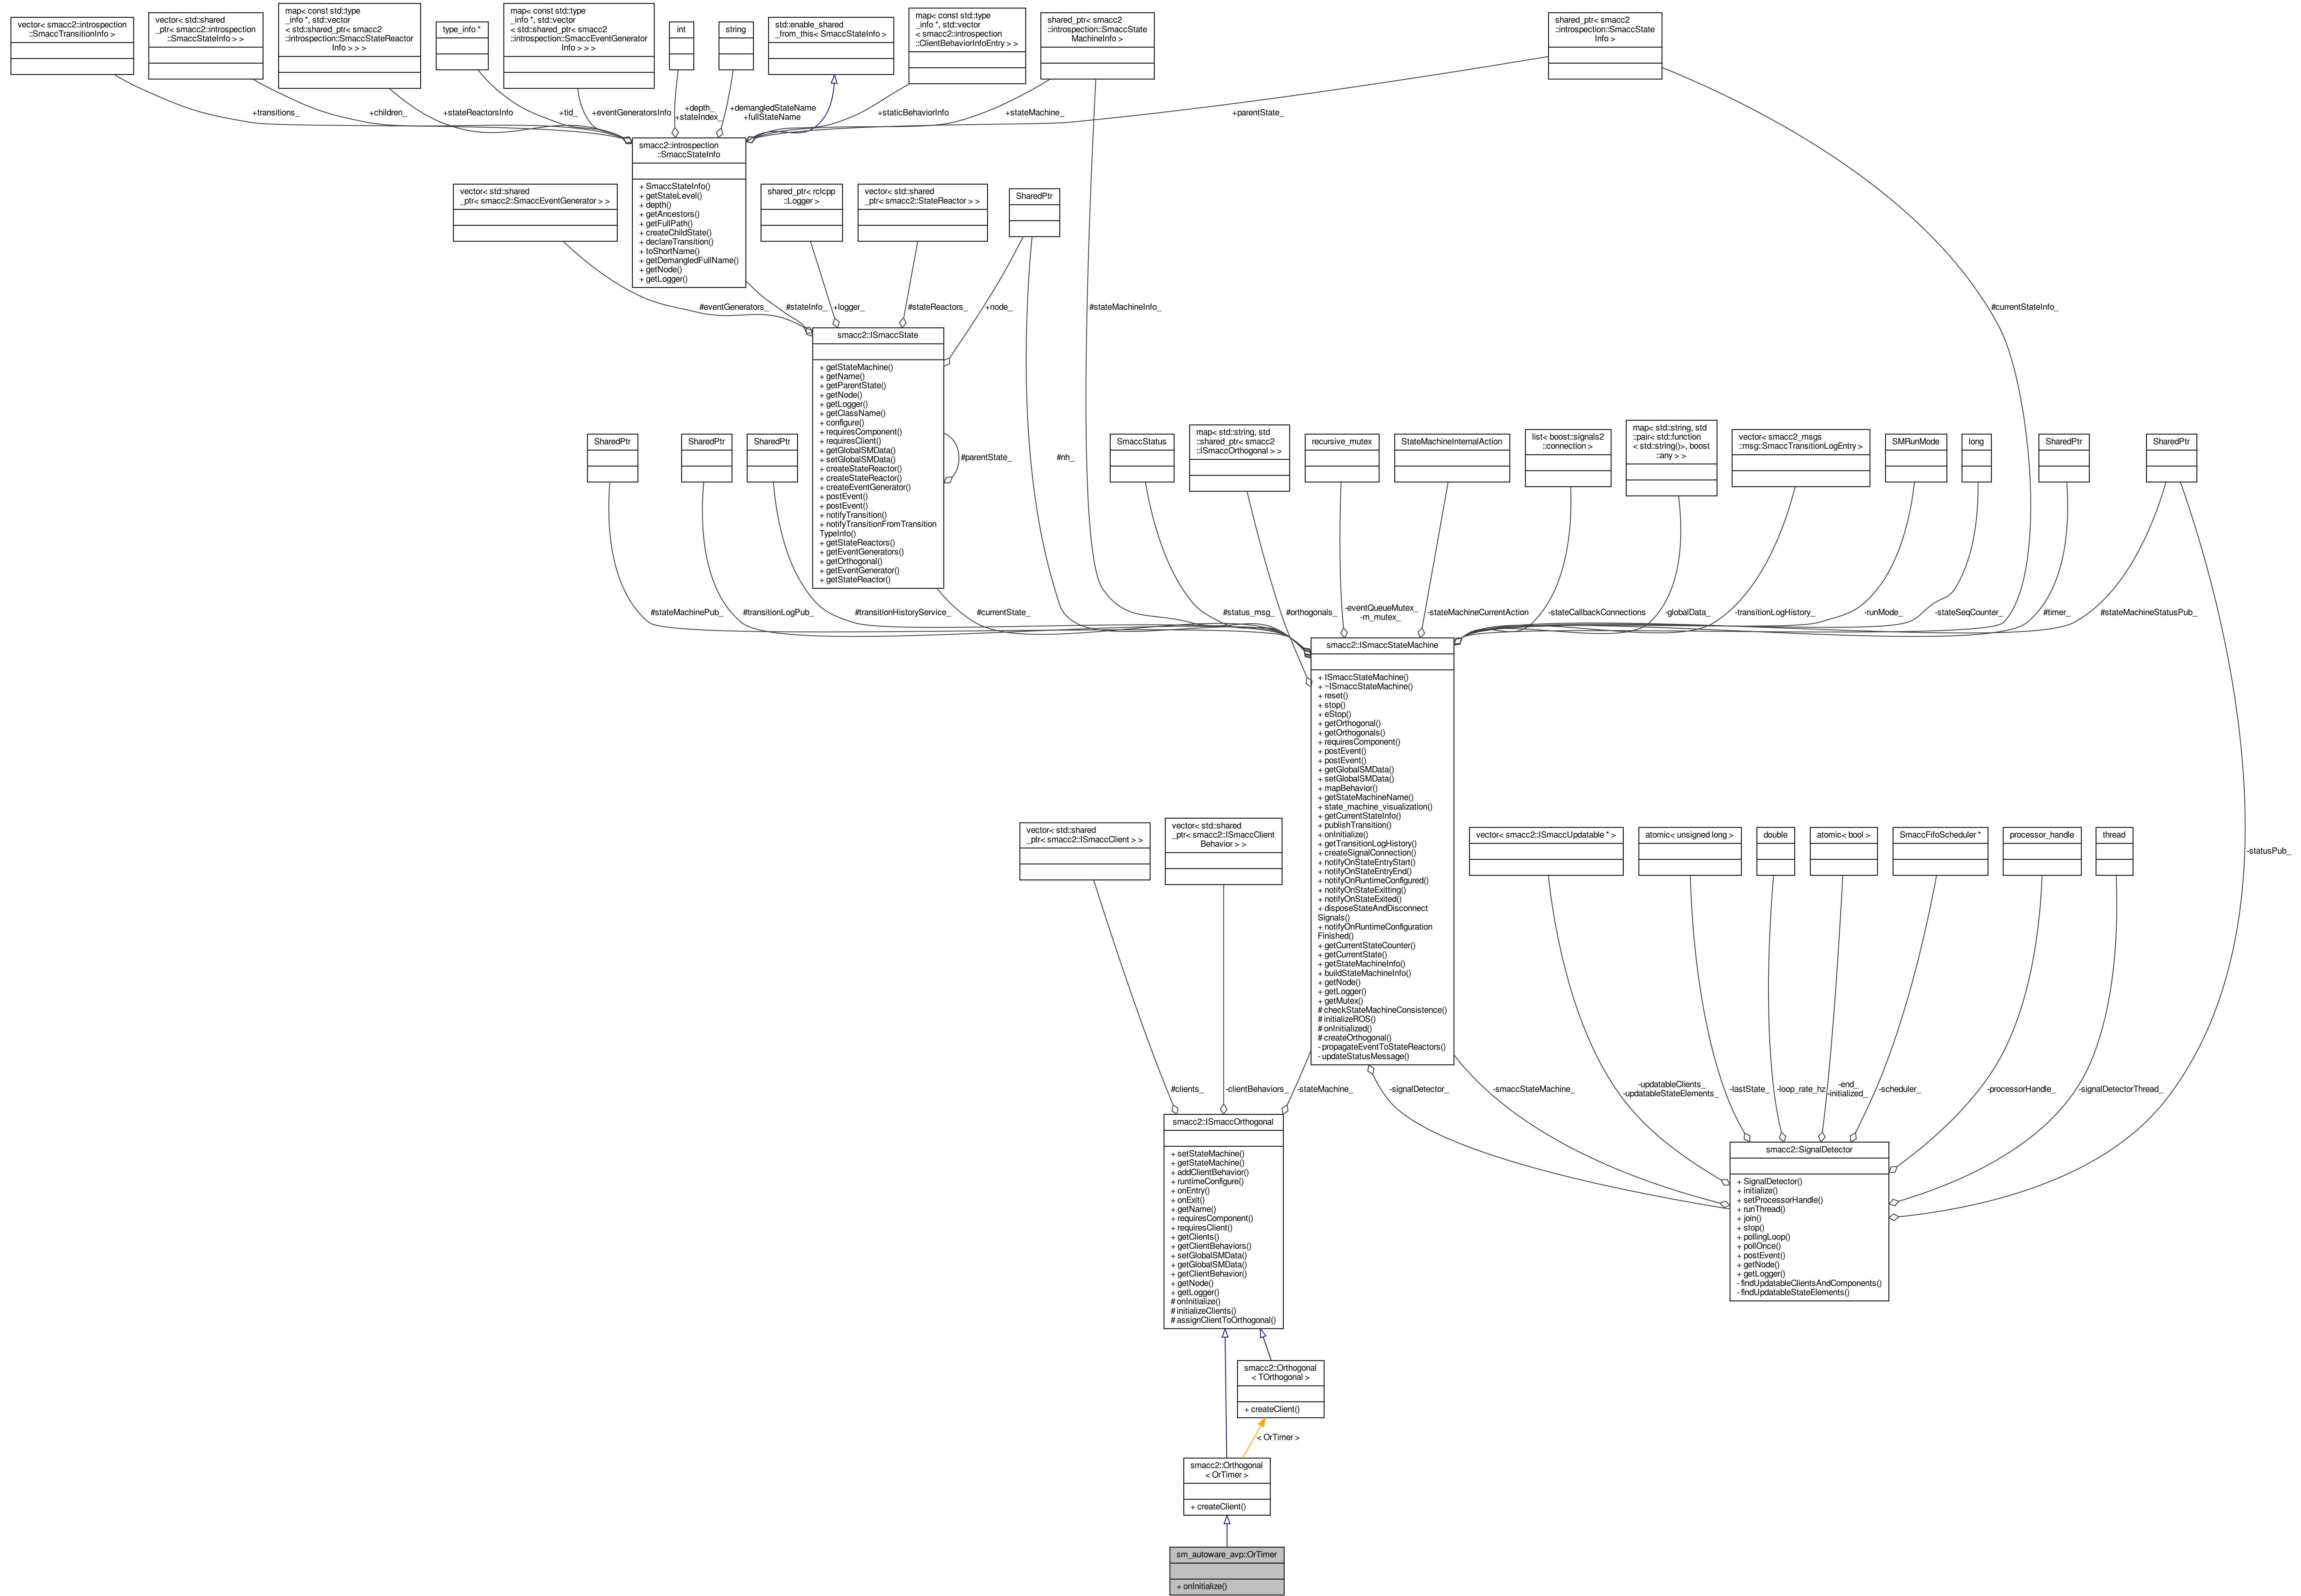 vector< smacc2::introspection
::SmaccTransitionInfo >
vector< std::shared
_ptr< smacc2::introspection
::SmaccStateInfo > >
map< const std::type
_info *, std::vector
< std::shared_ptr< smacc2
::introspection::SmaccStateReactor
Info > > >
type_info *
map< const std::type
_info *, std::vector
< std::shared_ptr< smacc2
::introspection::SmaccEventGenerator
Info > > >
int
string
std::enable_shared
_from_this< SmaccStateInfo >
map< const std::type
_info *, std::vector
< smacc2::introspection
::ClientBehaviorInfoEntry > >
shared_ptr< smacc2
::introspection::SmaccState
MachineInfo >
shared_ptr< smacc2
::introspection::SmaccState
Info >
+transitions_
+children_
+stateReactorsInfo
+tid_
+eventGeneratorsInfo
+depth_
+stateIndex_
+demangledStateName
+fullStateName
+staticBehaviorInfo
+stateMachine_
+parentState_
smacc2::introspection
::SmaccStateInfo
+ SmaccStateInfo()
+ getStateLevel()
+ depth()
+ getAncestors()
+ getFullPath()
+ createChildState()
+ declareTransition()
+ toShortName()
+ getDemangledFullName()
+ getNode()
+ getLogger()
vector< std::shared
_ptr< smacc2::SmaccEventGenerator > >
shared_ptr< rclcpp
::Logger >
vector< std::shared
_ptr< smacc2::StateReactor > >
SharedPtr
#eventGenerators_
#stateInfo_
+logger_
#stateReactors_
+node_
#stateMachineInfo_
#currentStateInfo_
smacc2::ISmaccState
+ getStateMachine()
+ getName()
+ getParentState()
+ getNode()
+ getLogger()
+ getClassName()
+ configure()
+ requiresComponent()
+ requiresClient()
+ getGlobalSMData()
+ setGlobalSMData()
+ createStateReactor()
+ createStateReactor()
+ createEventGenerator()
+ postEvent()
+ postEvent()
+ notifyTransition()
+ notifyTransitionFromTransition
TypeInfo()
+ getStateReactors()
+ getEventGenerators()
+ getOrthogonal()
+ getEventGenerator()
+ getStateReactor()
#parentState_
#nh_
SharedPtr
SharedPtr
SharedPtr
SmaccStatus
map< std::string, std
::shared_ptr< smacc2
::ISmaccOrthogonal > >
recursive_mutex
StateMachineInternalAction
list< boost::signals2
::connection >
map< std::string, std
::pair< std::function
< std::string()>, boost
::any > >
vector< smacc2_msgs
::msg::SmaccTransitionLogEntry >
SMRunMode
long
SharedPtr
SharedPtr
#stateMachinePub_
#transitionLogPub_
#transitionHistoryService_
#currentState_
#status_msg_
#orthogonals_
-eventQueueMutex_
-m_mutex_
-stateMachineCurrentAction
-stateCallbackConnections
-globalData_
-transitionLogHistory_
-runMode_
-stateSeqCounter_
#timer_
#stateMachineStatusPub_
smacc2::ISmaccStateMachine
+ ISmaccStateMachine()
+ ~ISmaccStateMachine()
+ reset()
+ stop()
+ eStop()
+ getOrthogonal()
+ getOrthogonals()
+ requiresComponent()
+ postEvent()
+ postEvent()
+ getGlobalSMData()
+ setGlobalSMData()
+ mapBehavior()
+ getStateMachineName()
+ state_machine_visualization()
+ getCurrentStateInfo()
+ publishTransition()
+ onInitialize()
+ getTransitionLogHistory()
+ createSignalConnection()
+ notifyOnStateEntryStart()
+ notifyOnStateEntryEnd()
+ notifyOnRuntimeConfigured()
+ notifyOnStateExitting()
+ notifyOnStateExited()
+ disposeStateAndDisconnect
Signals()
+ notifyOnRuntimeConfiguration
Finished()
+ getCurrentStateCounter()
+ getCurrentState()
+ getStateMachineInfo()
+ buildStateMachineInfo()
+ getNode()
+ getLogger()
+ getMutex()
# checkStateMachineConsistence()
# initializeROS()
# onInitialized()
# createOrthogonal()
- propagateEventToStateReactors()
- updateStatusMessage()
vector< std::shared
_ptr< smacc2::ISmaccClient > >
vector< std::shared
_ptr< smacc2::ISmaccClient
Behavior > >
vector< smacc2::ISmaccUpdatable * >
atomic< unsigned long >
double
atomic< bool >
SmaccFifoScheduler *
processor_handle
thread
-statusPub_
#clients_
-clientBehaviors_
-stateMachine_
-signalDetector_
-smaccStateMachine_
-updatableClients_
-updatableStateElements_
-lastState_
-loop_rate_hz
-end_
-initialized_
-scheduler_
-processorHandle_
-signalDetectorThread_
smacc2::ISmaccOrthogonal
+ setStateMachine()
+ getStateMachine()
+ addClientBehavior()
+ runtimeConfigure()
+ onEntry()
+ onExit()
+ getName()
+ requiresComponent()
+ requiresClient()
+ getClients()
+ getClientBehaviors()
+ setGlobalSMData()
+ getGlobalSMData()
+ getClientBehavior()
+ getNode()
+ getLogger()
# onInitialize()
# initializeClients()
# assignClientToOrthogonal()
smacc2::SignalDetector
+ SignalDetector()
+ initialize()
+ setProcessorHandle()
+ runThread()
+ join()
+ stop()
+ pollingLoop()
+ pollOnce()
+ postEvent()
+ getNode()
+ getLogger()
- findUpdatableClientsAndComponents()
- findUpdatableStateElements()
smacc2::Orthogonal
< TOrthogonal >
+ createClient()
< OrTimer >
smacc2::Orthogonal
< OrTimer >
+ createClient()
sm_autoware_avp::OrTimer
+ onInitialize()